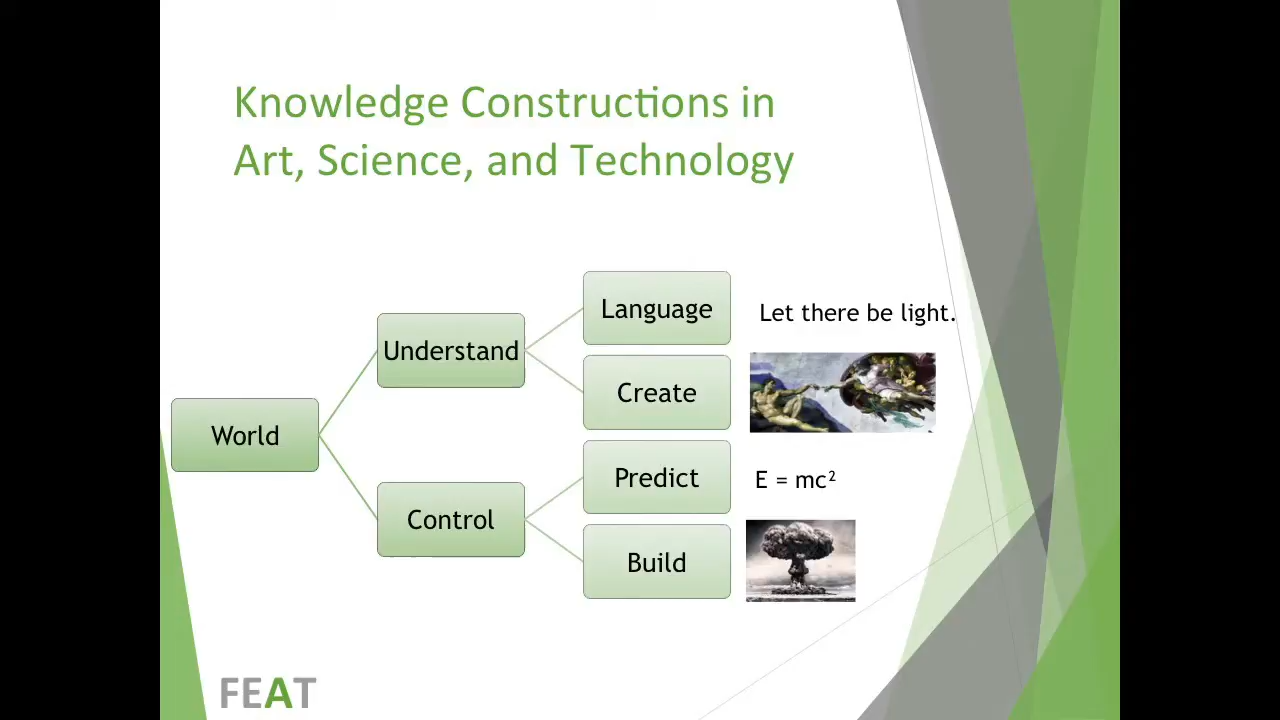 Knowledge Constructions in
Art, Science, and Technology
World
Understand
Control
Language
Create
Predict
Build
Let there be light.
E = mc²
FEAT